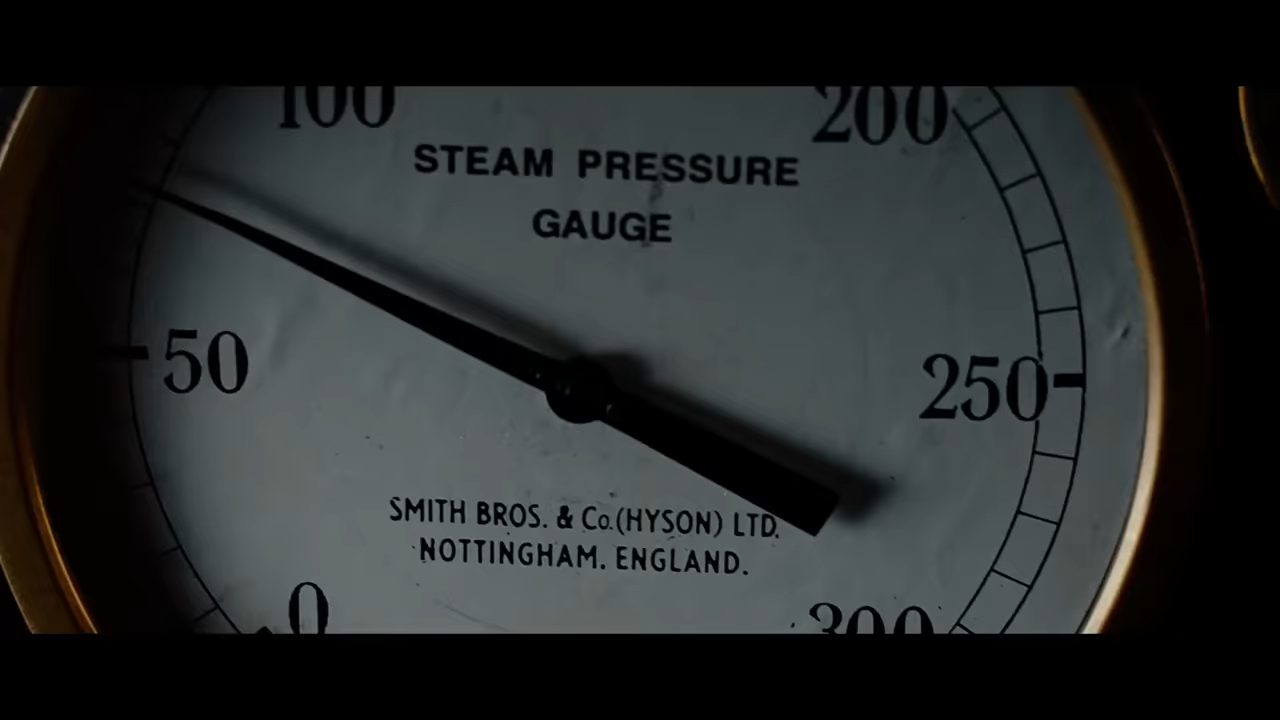 100 200
STEAM PRESSURE
GAUGE
50 250
SMITH BROS. & Co.(HYSON) LTD.
NOTTINGHAM. ENGLAND.
0 300